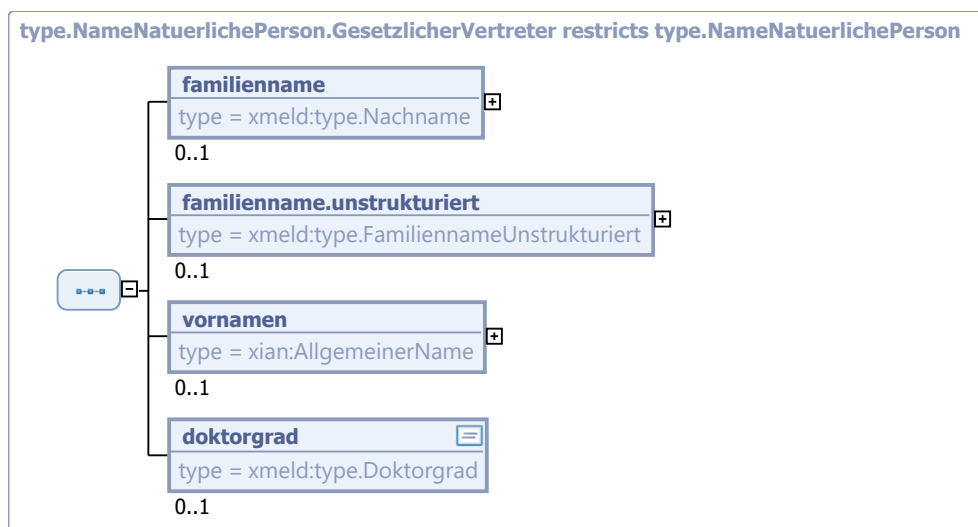 type.NameNatuerlichePerson.GesetzlicherVertreter restricts type.NameNatuerlichePerson
familienname
type = xmeld:type.Nachname
0..1
familienname.unstrukturiert
type = xmeld:type.FamiliennameUnstrukturiert
0..1
vornamen
type = xian:AllgemeinerName
0..1
doktorgrad
type = xmeld:type.Doktorgrad
0..1